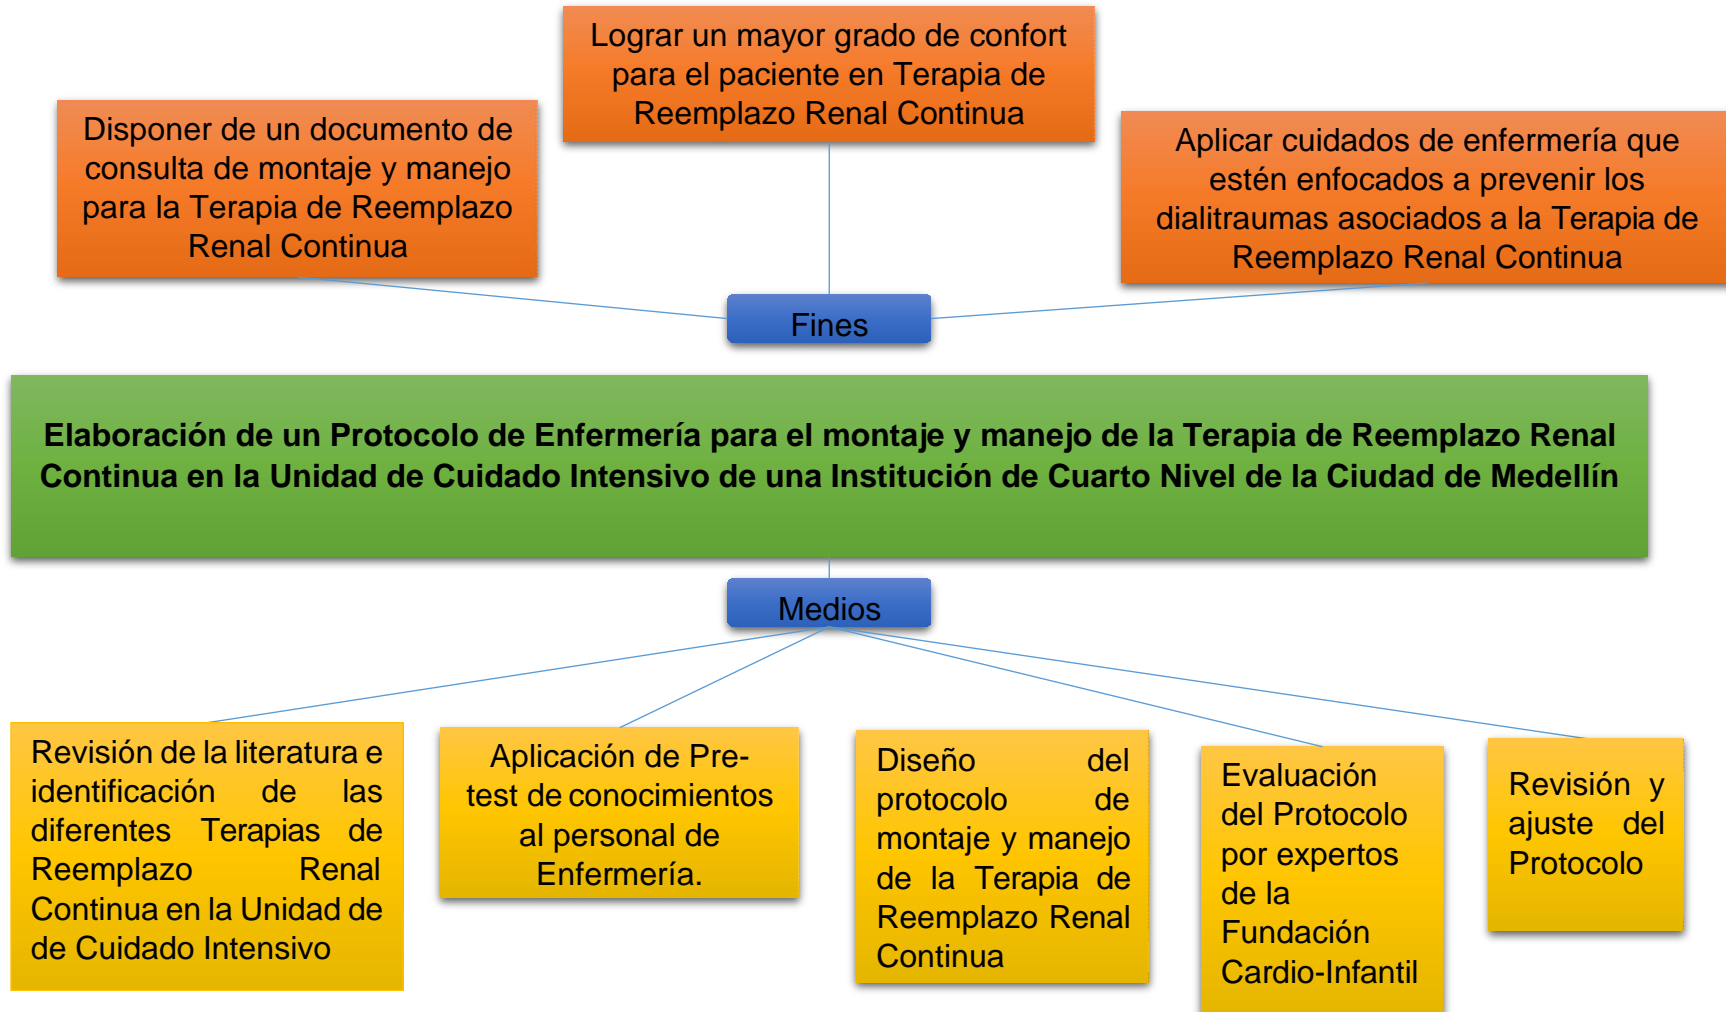 Lograr un mayor grado de confort
para el paciente en Terapia de
Reemplazo Renal Continua
Disponer de un documento de
consulta de montaje y manejo
para la Terapia de Reemplazo
Renal Continua
Aplicar cuidados de enfermería que
estén enfocados a prevenir los
dialitraumas asociados a la Terapia de
Reemplazo Renal Continua
Fines
Elaboración de un Protocolo de Enfermería para el montaje y manejo de la Terapia de Reemplazo Renal
Continua en la Unidad de Cuidado Intensivo de una Institución de Cuarto Nivel de la Ciudad de Medellín
Medios
Revisión de la literatura e
identificación de las
diferentes Terapias de
Reemplazo Renal
Continua en la Unidad de
de Cuidado Intensivo
Aplicación de Pre-
test de conocimientos
al personal de
Enfermería.
Diseño del
protocolo de
montaje y manejo
de la Terapia de
Reemplazo Renal
Continua
Evaluación
del Protocolo
por expertos
de la
Fundación
Cardio-Infantil
Revisión y
ajuste del
Protocolo